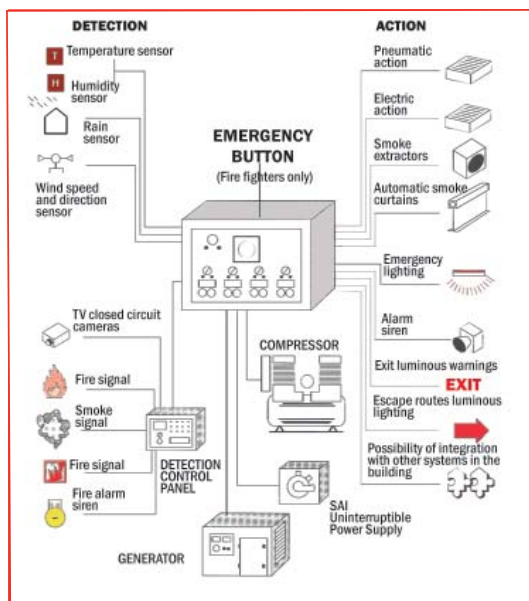 DETECTION
T
Temperature sensor
H
Humidity
sensor
Rain
sensor
Wind speed
and direction
sensor
EMERGENCY
BUTTON
(Fire fighters only)
ACTION
Pneumatic
action
Electric
action
Smoke
extractors
Automatic smoke
curtains
Emergency
lighting
Alarm
siren
Exit luminous warnings
EXIT
Escape routes luminous
lighting
Possibility of integration
with other systems in the
building
TV closed circuit
cameras
Fire signal
Smoke
signal
Fire signal
Fire alarm
siren
DETECTION
CONTROL
PANEL
COMPRESSOR
SAI
Uninterruptible
Power Supply
GENERATOR